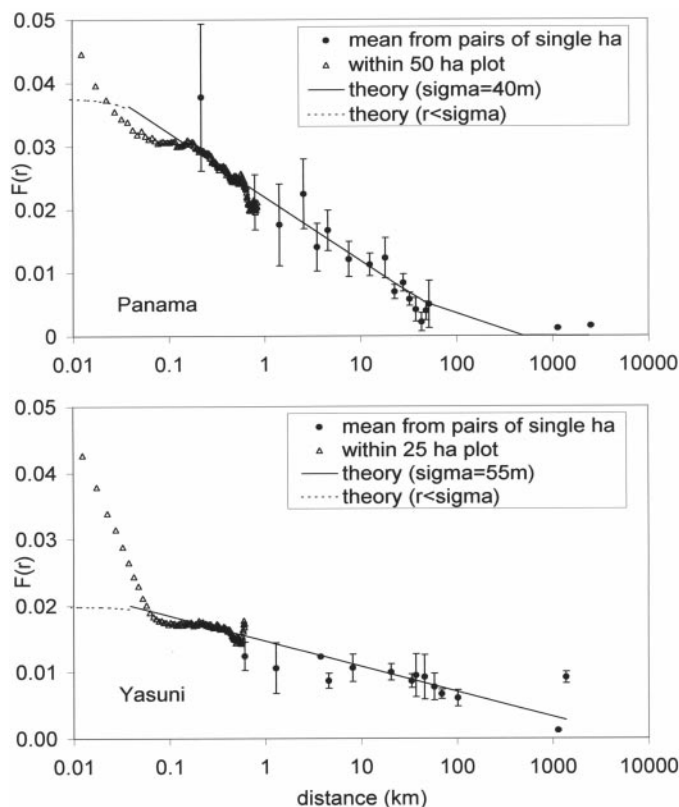 0.05
0.04
0.03
0.02
0.01
0
F(r)
mean from pairs of single ha
within 50 ha plot
theory (sigma=40m)
theory (r<sigma)
Panama
0.01 0.1 1 10 100 1000 10000
0.05
0.04
0.03
0.02
0.01
0.00
F(r)
mean from pairs of single ha
within 25 ha plot
theory (sigma=55m)
theory (r<sigma)
Yasuni
0.01 0.1 1 10 100 1000 10000
distance (km)